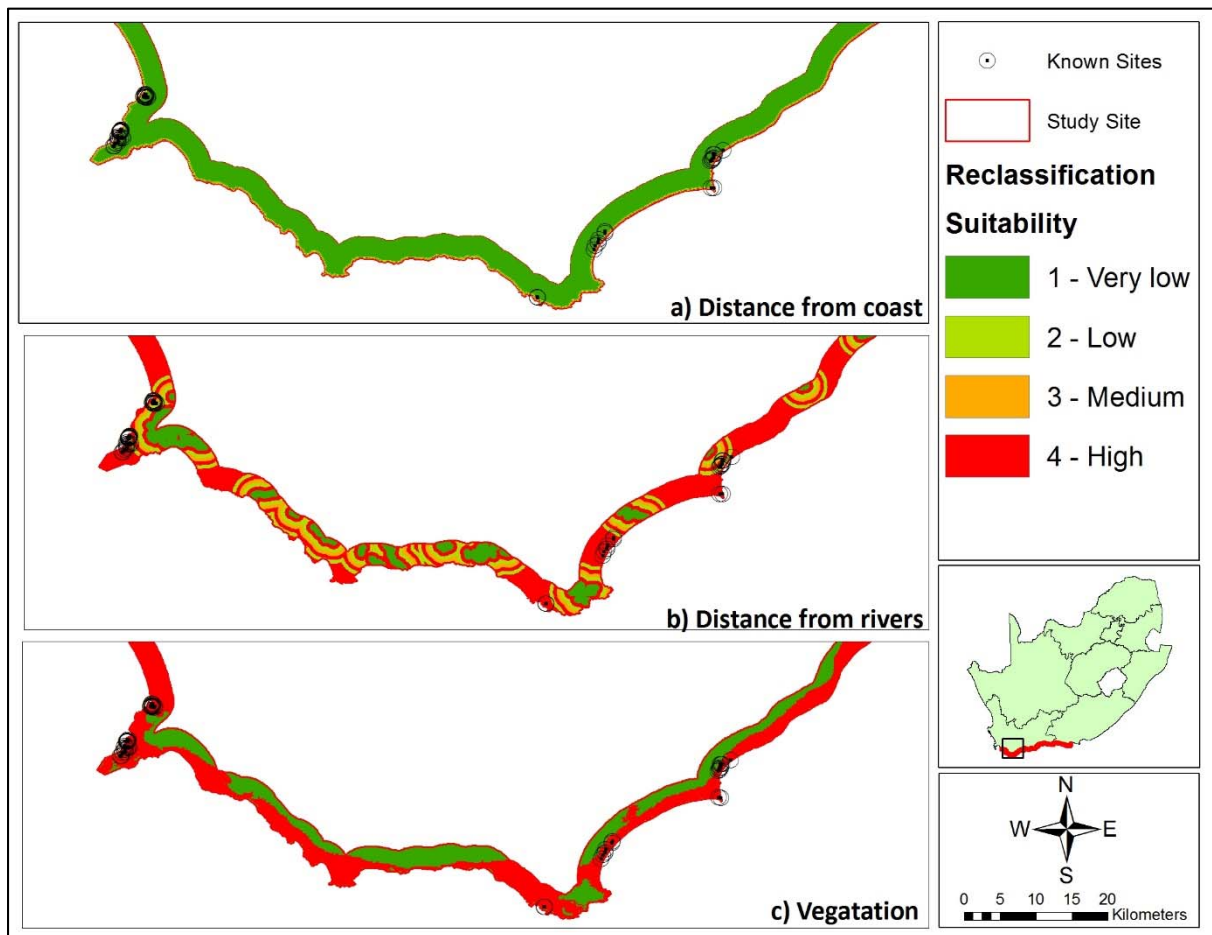 a) Distance from coast
b) Distance from rivers
c) Vegatation
Known Sites
Study Site
Reclassification
Suitability
1 - Very low
2 - Low
3 - Medium
4 - High
N
W E
S
0 5 10 15 20
Kilometers